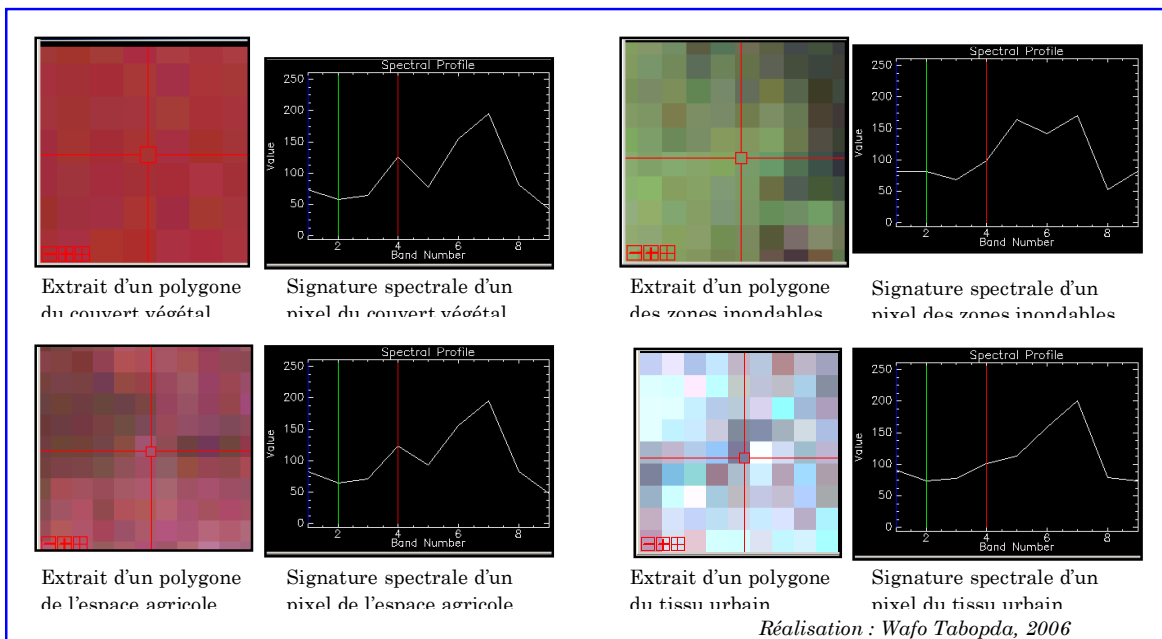 Spectral Profile
250
200
150
100
50
0
Value
2 4 6 8
Band Number
Extrait d'un polygone
du couvert végétal
Signature spectrale d'un
pixel du couvert végétal
Spectral Profile
250
200
150
100
50
0
Value
2 4 6 8
Band Number
Extrait d'un polygone
des zones inondables
Signature spectrale d'un
pixel des zones inondables
Spectral Profile
250
200
150
100
50
0
Value
2 4 6 8
Band Number
Extrait d'un polygone
de l'espace agricole
Signature spectrale d'un
pixel de l'espace agricole
Spectral Profile
250
200
150
100
50
0
Value
2 4 6 8
Band Number
Extrait d'un polygone
du tissu urbain
Signature spectrale d'un
pixel du tissu urbain
Réalisation : Wafo Tabopda, 2006